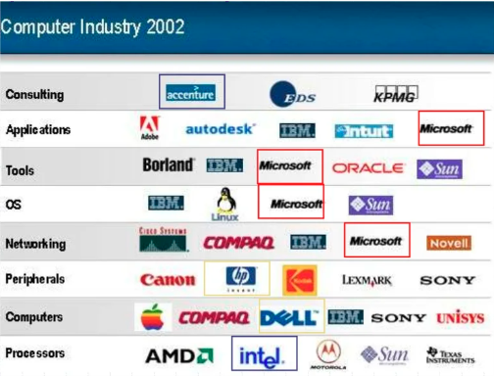 Computer Industry 2002
Consulting accenture EDS KPMG
Applications Adobe autodesk IBM. Intuit Microsoft
Tools Borland IBM. Microsoft ORACLE Sun
OS IBM. Linux Microsoft Sun
Networking CISCO SYSTEMS COMPAQ IBM. Microsoft Novell
Peripherals Canon hp invent Kodak LEXMARK SONY
Computers COMPAQ DELL IBM. SONY UNISYS
Processors AMD intel. MOTOROLA Sun TEXAS INSTRUMENTS